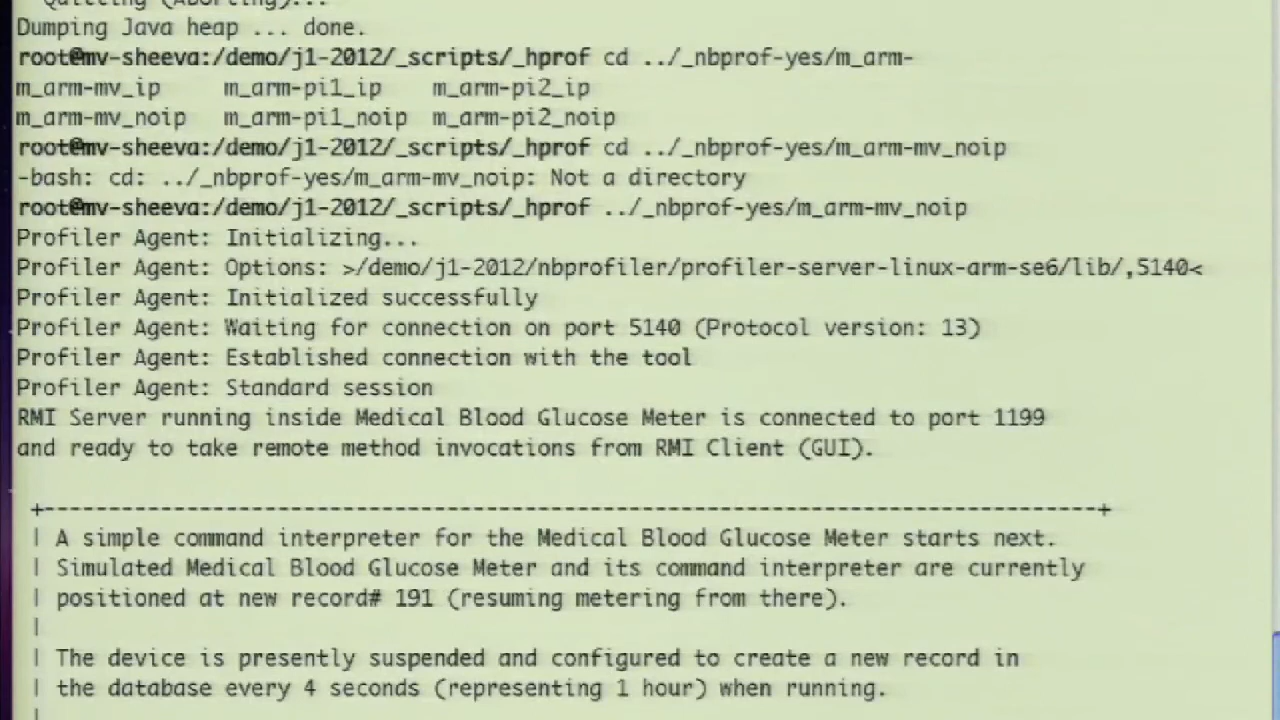 Quitting (Aborting)...
Dumping Java heap ... done.
root@mv-sheeva:/demo/j1-2012/_scripts/_hprof cd ../_nbprof-yes/m_arm-
m_arm-mv_ip m_arm-pi1_ip m_arm-pi2_ip
m_arm-mv_noip m_arm-pi1_noip m_arm-pi2_noip
root@mv-sheeva:/demo/j1-2012/_scripts/_hprof cd ../_nbprof-yes/m_arm-mv_noip
-bash: cd: ../_nbprof-yes/m_arm-mv_noip: Not a directory
root@mv-sheeva:/demo/j1-2012/_scripts/_hprof ../_nbprof-yes/m_arm-mv_noip
Profiler Agent: Initializing...
Profiler Agent: Options: >/demo/j1-2012/nbprofiler/profiler-server-linux-arm-se6/lib/,5140<
Profiler Agent: Initialized successfully
Profiler Agent: Waiting for connection on port 5140 (Protocol version: 13)
Profiler Agent: Established connection with the tool
Profiler Agent: Standard session
RMI Server running inside Medical Blood Glucose Meter is connected to port 1199
and ready to take remote method invocations from RMI Client (GUI).
+--------------------------------------------------------------------------------+
| A simple command interpreter for the Medical Blood Glucose Meter starts next.
| Simulated Medical Blood Glucose Meter and its command interpreter are currently
| positioned at new record# 191 (resuming metering from there).
|
| The device is presently suspended and configured to create a new record in
| the database every 4 seconds (representing 1 hour) when running.
|